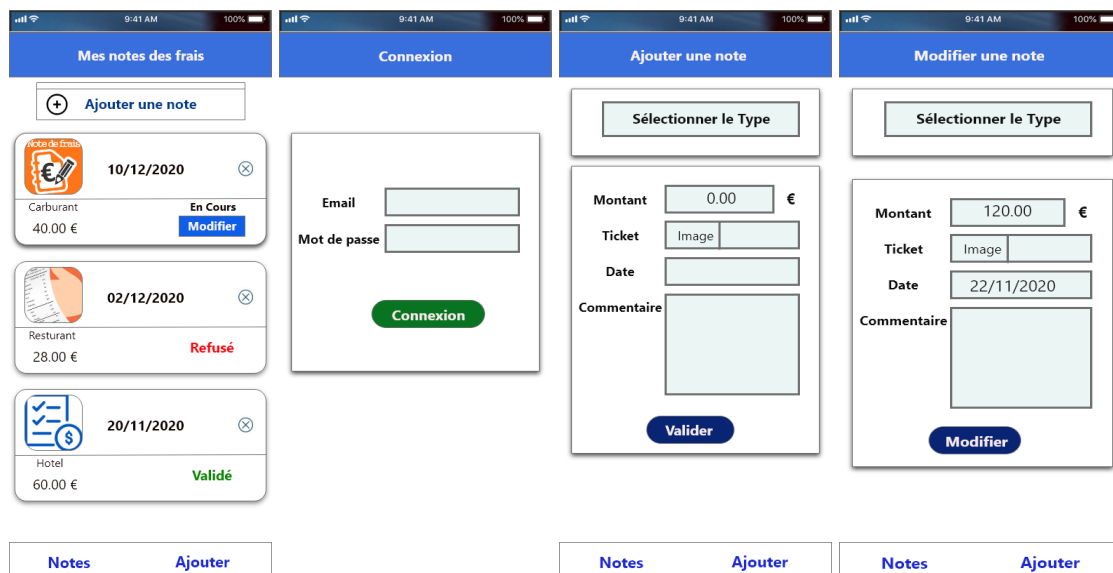 9:41 AM 100%
Mes notes des frais
Ajouter une note
Note de frais
10/12/2020
Carburant
En Cours
40.00 €
Modifier
02/12/2020
Resturant
28.00 €
Refusé
20/11/2020
Hotel
60.00 €
Validé
Notes Ajouter
9:41 AM 100%
Connexion
Email
Mot de passe
Connexion
9:41 AM 100%
Ajouter une note
Sélectionner le Type
Montant 0.00 €
Ticket Image
Date
Commentaire
Valider
Notes Ajouter
9:41 AM 100%
Modifier une note
Sélectionner le Type
Montant 120.00 €
Ticket Image
Date 22/11/2020
Commentaire
Modifier
Notes Ajouter